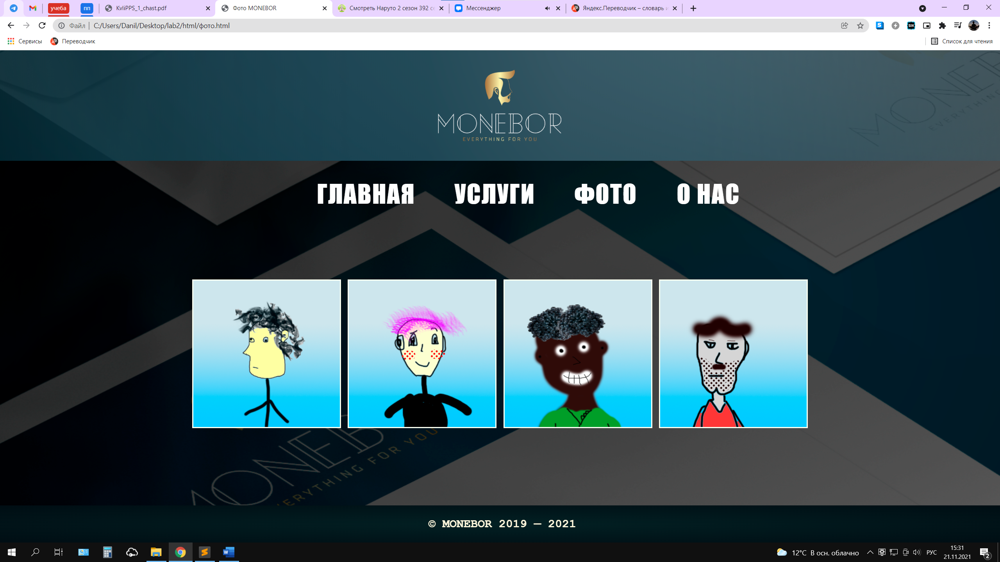 учеба
пп
KvliPPS_1_chast.pdf
Фото MONEBOR
Смотреть Наруто 2 сезон 392 се
Мессенджер
Яндекс.Переводчик – словарь и
Файл
C:/Users/Danil/Desktop/lab2/html/фото.html
Сервисы
Переводчик
Список для чтения
MONEBOR
EVERYTHING FOR YOU
ГЛАВНАЯ
УСЛУГИ
ФОТО
О НАС
© MONEBOR 2019 — 2021
12°C В осн. облачно
РУС
15:31
21.11.2021
2